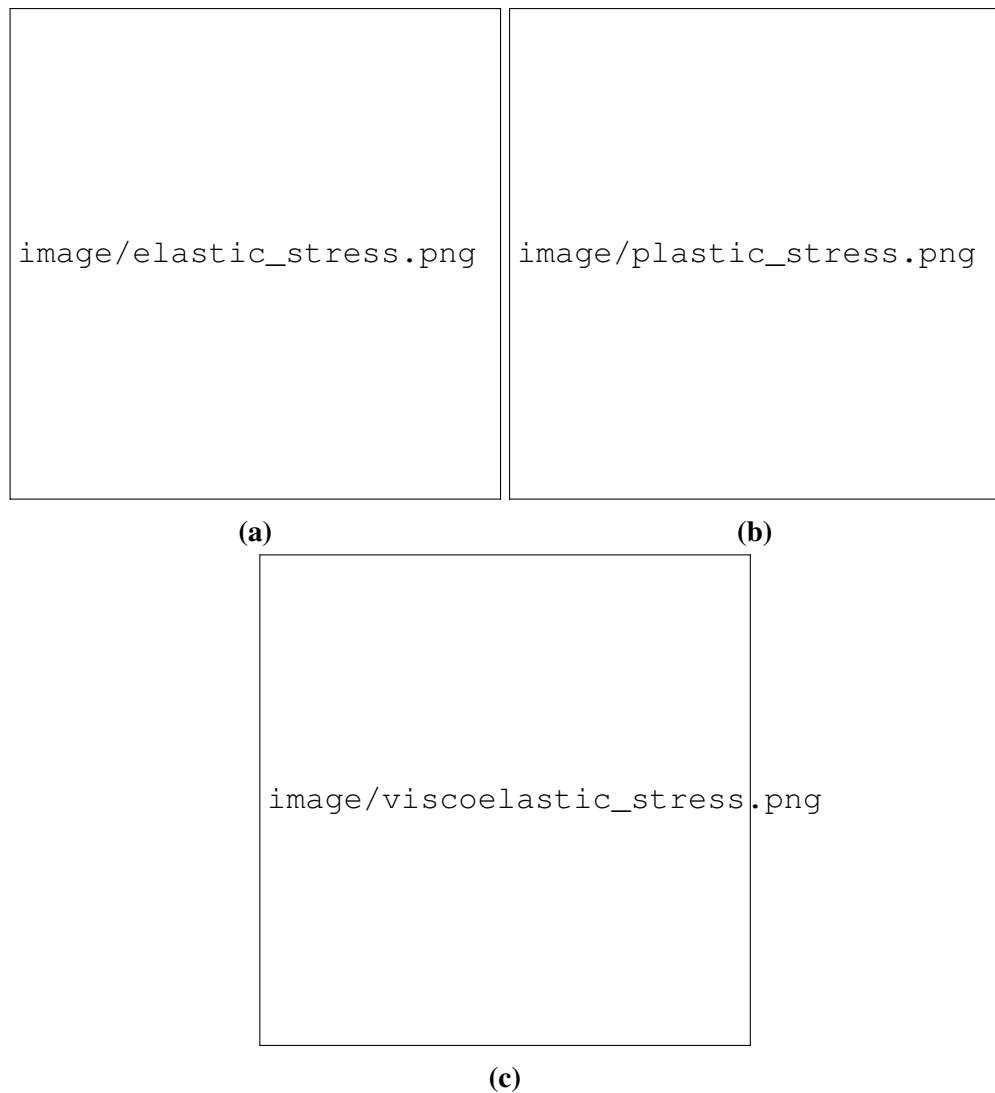 image/elastic_stress.png
image/plastic_stress.png
(a)
(b)
image/viscoelastic_stress.png
(c)